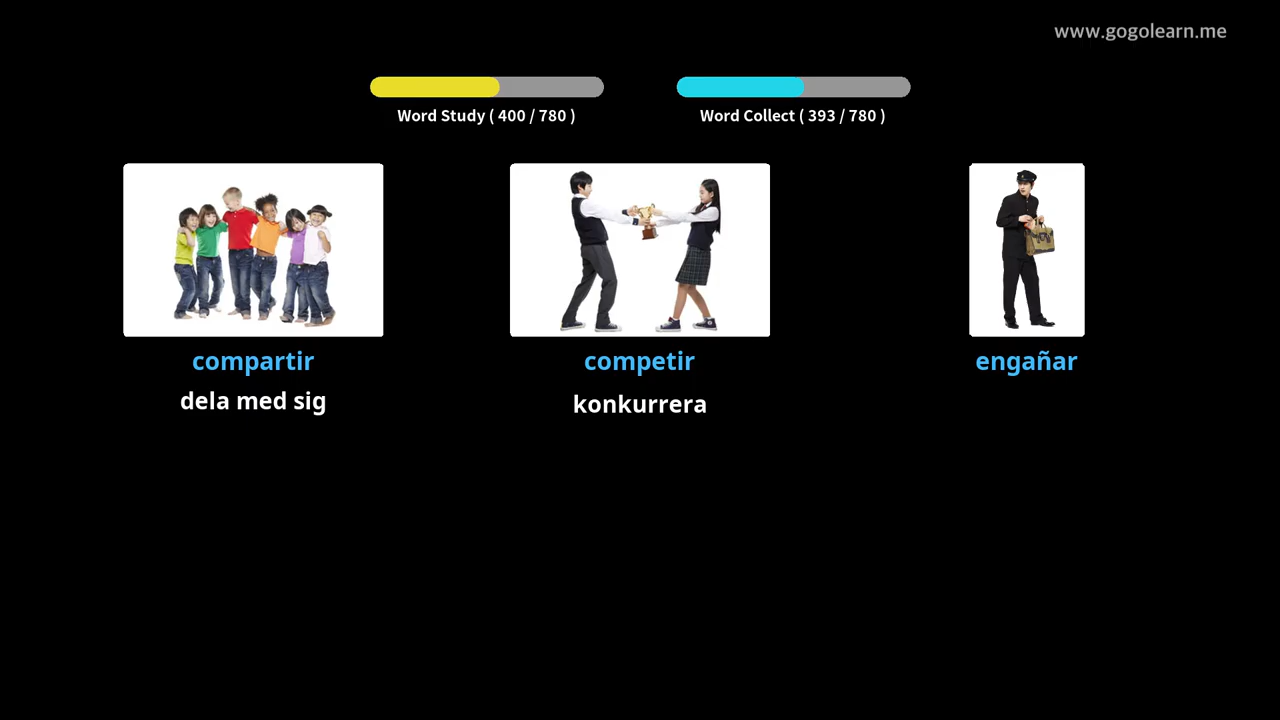 www.gogolearn.me
Word Study ( 400 / 780 )
Word Collect ( 393 / 780 )
compartir
competir
engañar
dela med sig
konkurrera